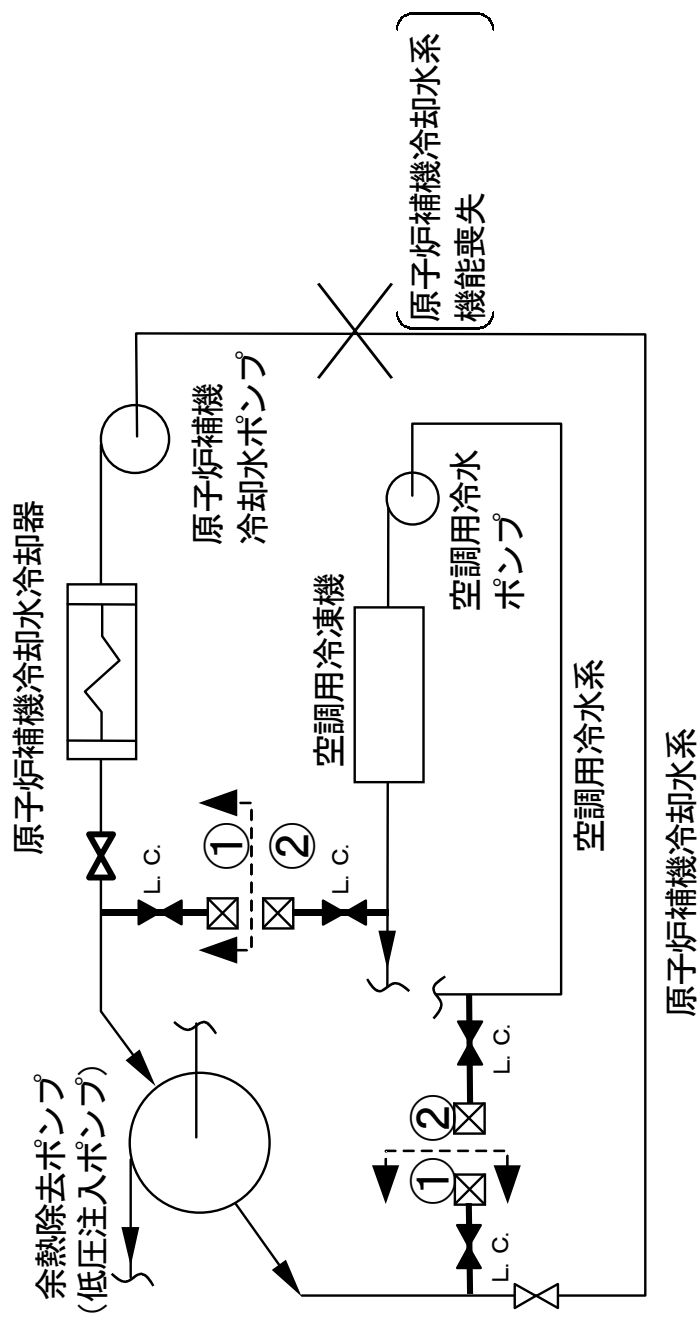 原子炉補機冷却水冷却器
余熱除去ポンプ
(低圧注入ポンプ)
L. C.
①
②
L. C.
原子炉補機
冷却水ポンプ
空調用冷凍機
空調用冷水
ポンプ
原子炉補機冷却水系
機能喪失
①
②
L. C.
L. C.
空調用冷水系
原子炉補機冷却水系